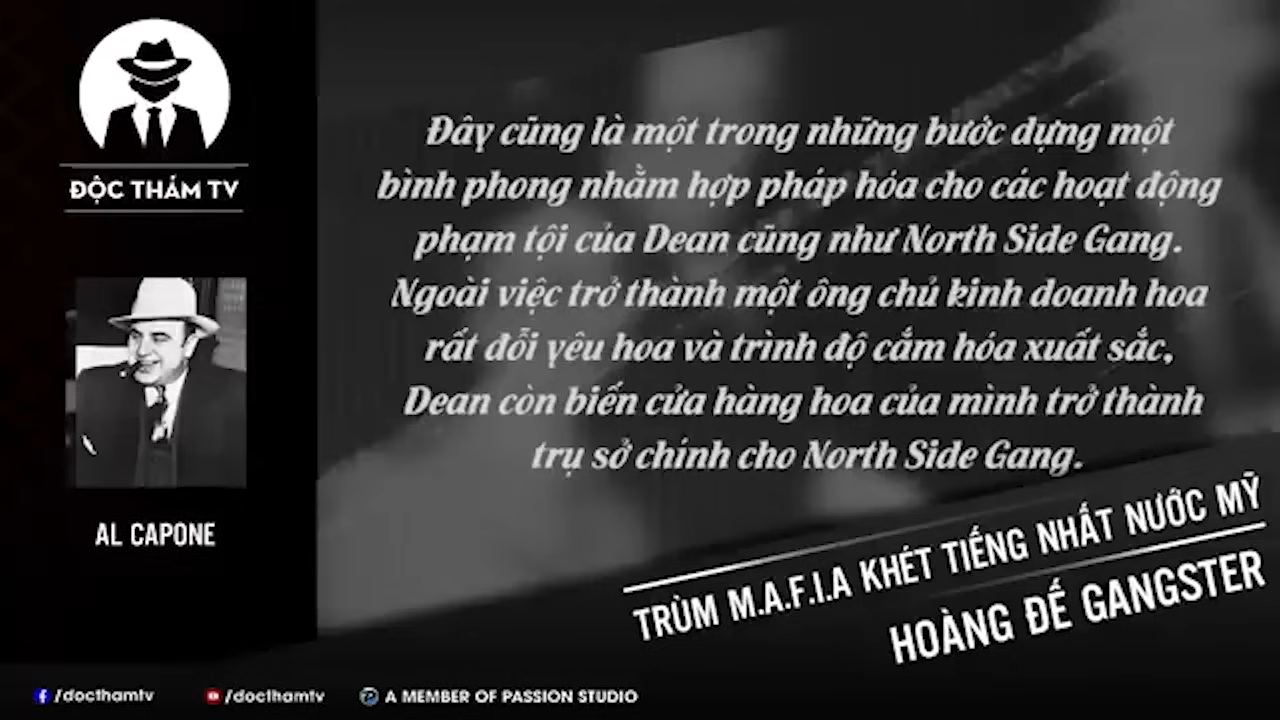 ĐỘC THÁM TV
AL CAPONE
Đây cũng là một trong những bước dựng một
bình phong nhằm hợp pháp hóa cho các hoạt động
phạm tội của Dean cũng như North Side Gang.
Ngoài việc trở thành một ông chủ kinh doanh hoa
rất đỗi yêu hoa và trình độ cắm hóa xuất sắc,
Dean còn biến cửa hàng hoa của mình trở thành
trụ sở chính cho North Side Gang.
TRÙM M.A.F.I.A KHÉT TIẾNG NHẤT NƯỚC MỸ
HOÀNG ĐẾ GANGSTER
/docthamtv
/docthamtv
A MEMBER OF PASSION STUDIO